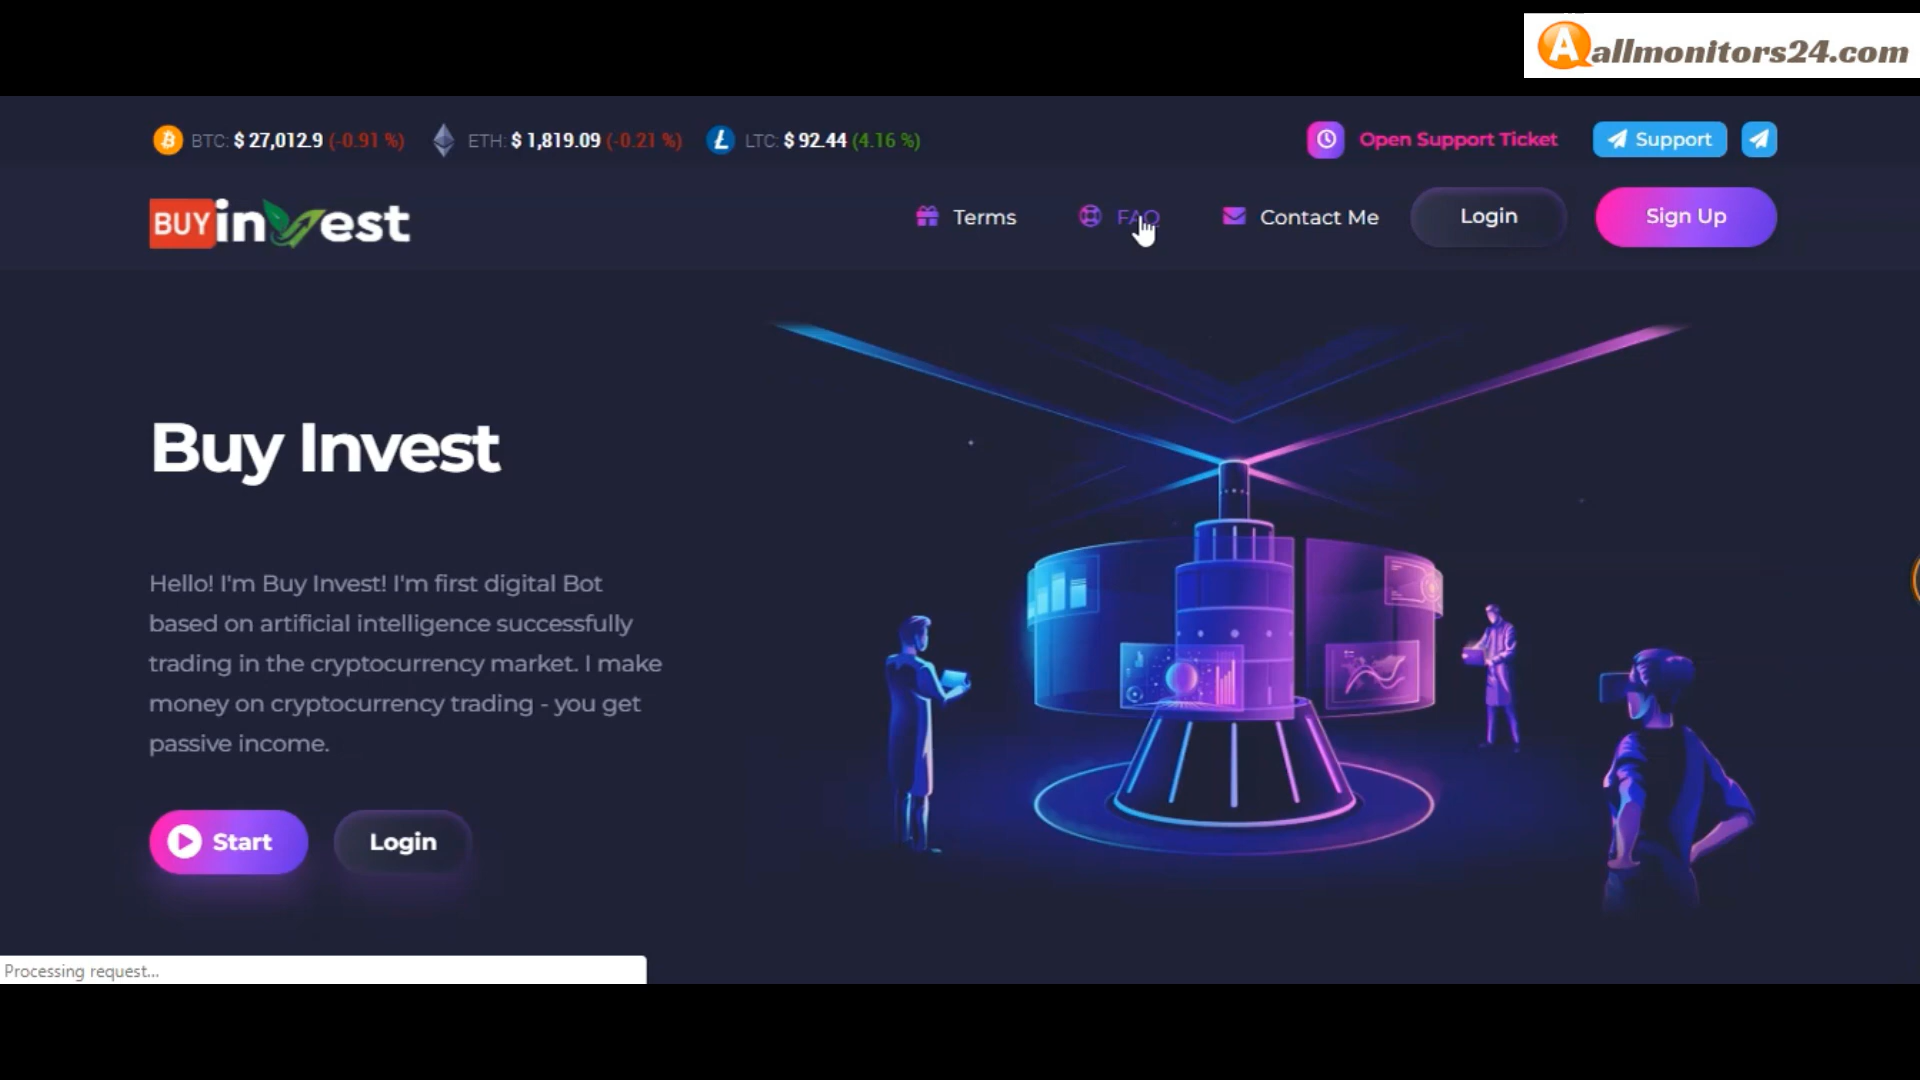 allmonitors24.com
BTC: $ 27,012.9 (-0.91 %) ETH: $ 1,819.09 (-0.21 %) LTC: $ 92.44 (4.16 %) Open Support Ticket Support
BUY invest Terms FAQ Contact Me Login Sign Up
Buy Invest
Hello! I'm Buy Invest! I'm first digital Bot
based on artificial intelligence successfully
trading in the cryptocurrency market. I make
money on cryptocurrency trading - you get
passive income.
Start Login
Processing request...